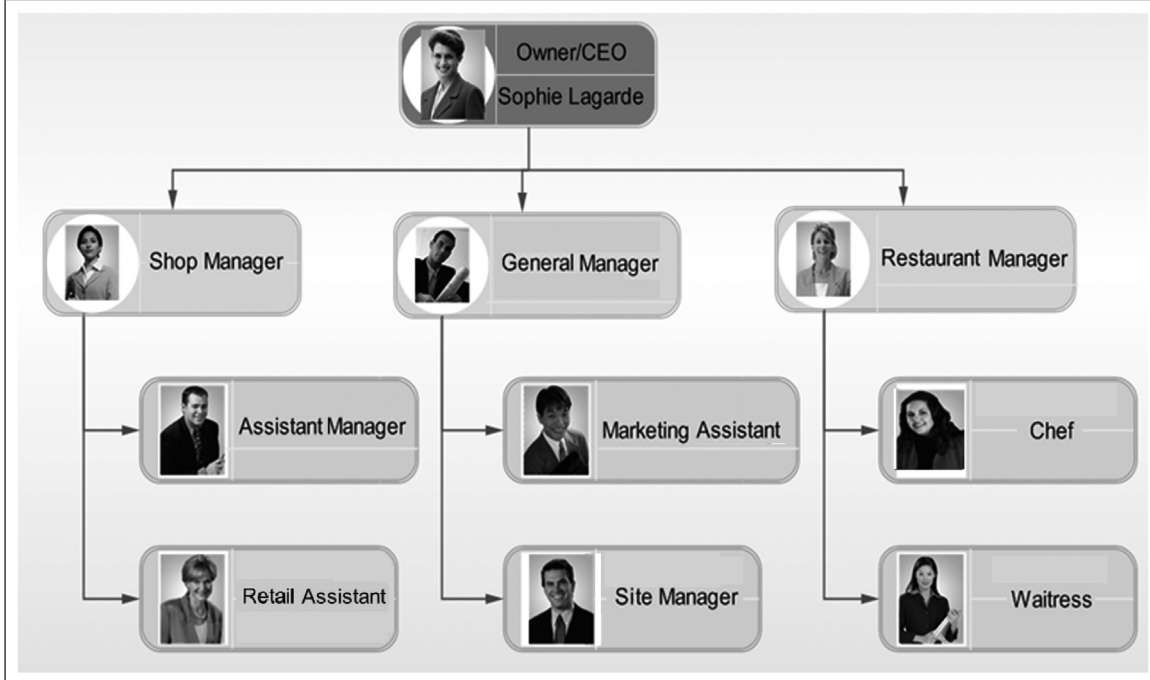 Owner/CEO
Sophie Lagarde
Shop Manager
General Manager
Restaurant Manager
Assistant Manager
Marketing Assistant
Chef
Retail Assistant
Site Manager
Waitress